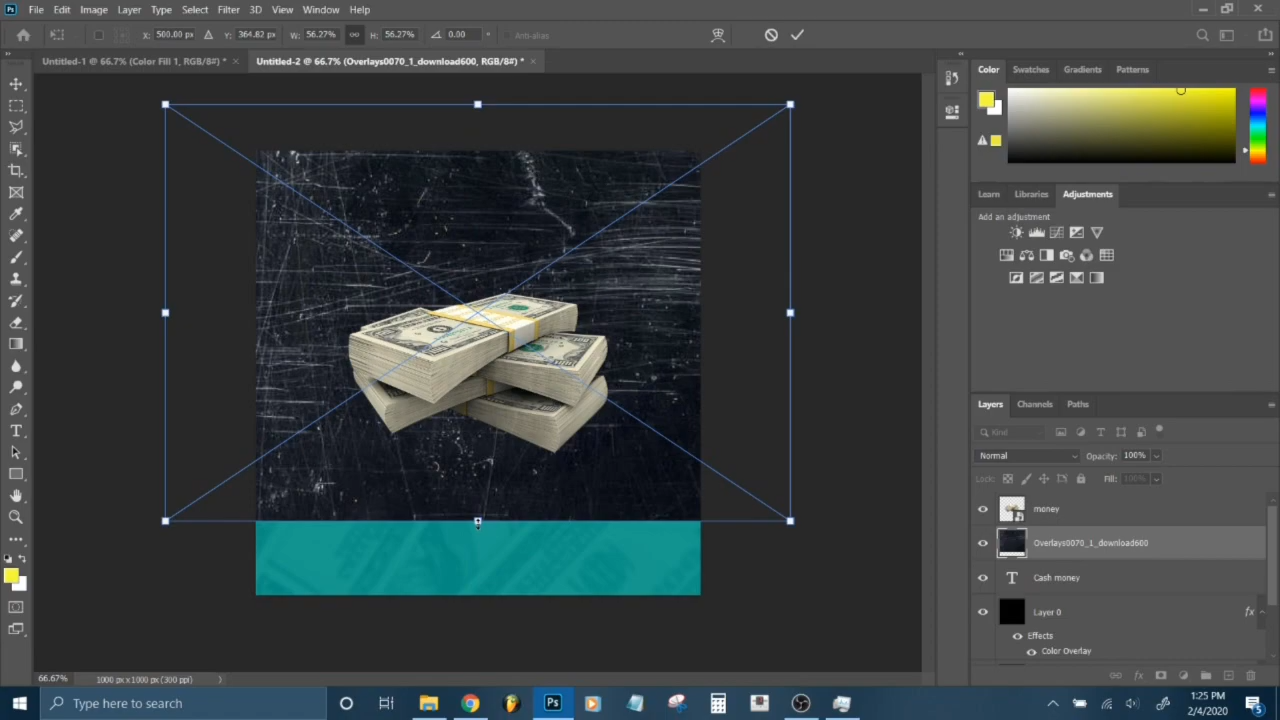 Ps File Edit Image Layer Type Select Filter 3D View Window Help
X: 500.00 px Y: 364.82 px W: 56.27% H: 56.27% 0.00 ° Anti-alias
Untitled-1 @ 66.7% (Color Fill 1, RGB/8#) * × Untitled-2 @ 66.7% (Overlays0070_1_download600, RGB/8#) * ×
Color Swatches Gradients Patterns
Learn Libraries Adjustments
Add an adjustment
Layers Channels Paths
Kind
Normal Opacity: 100%
Lock: Fill: 100%
money
Overlays0070_1_download600
T Cash money
Layer 0 fx
Effects
Color Overlay
66.67% 1000 px x 1000 px (300 ppi)
Type here to search
Ps
1:25 PM
2/4/2020
5